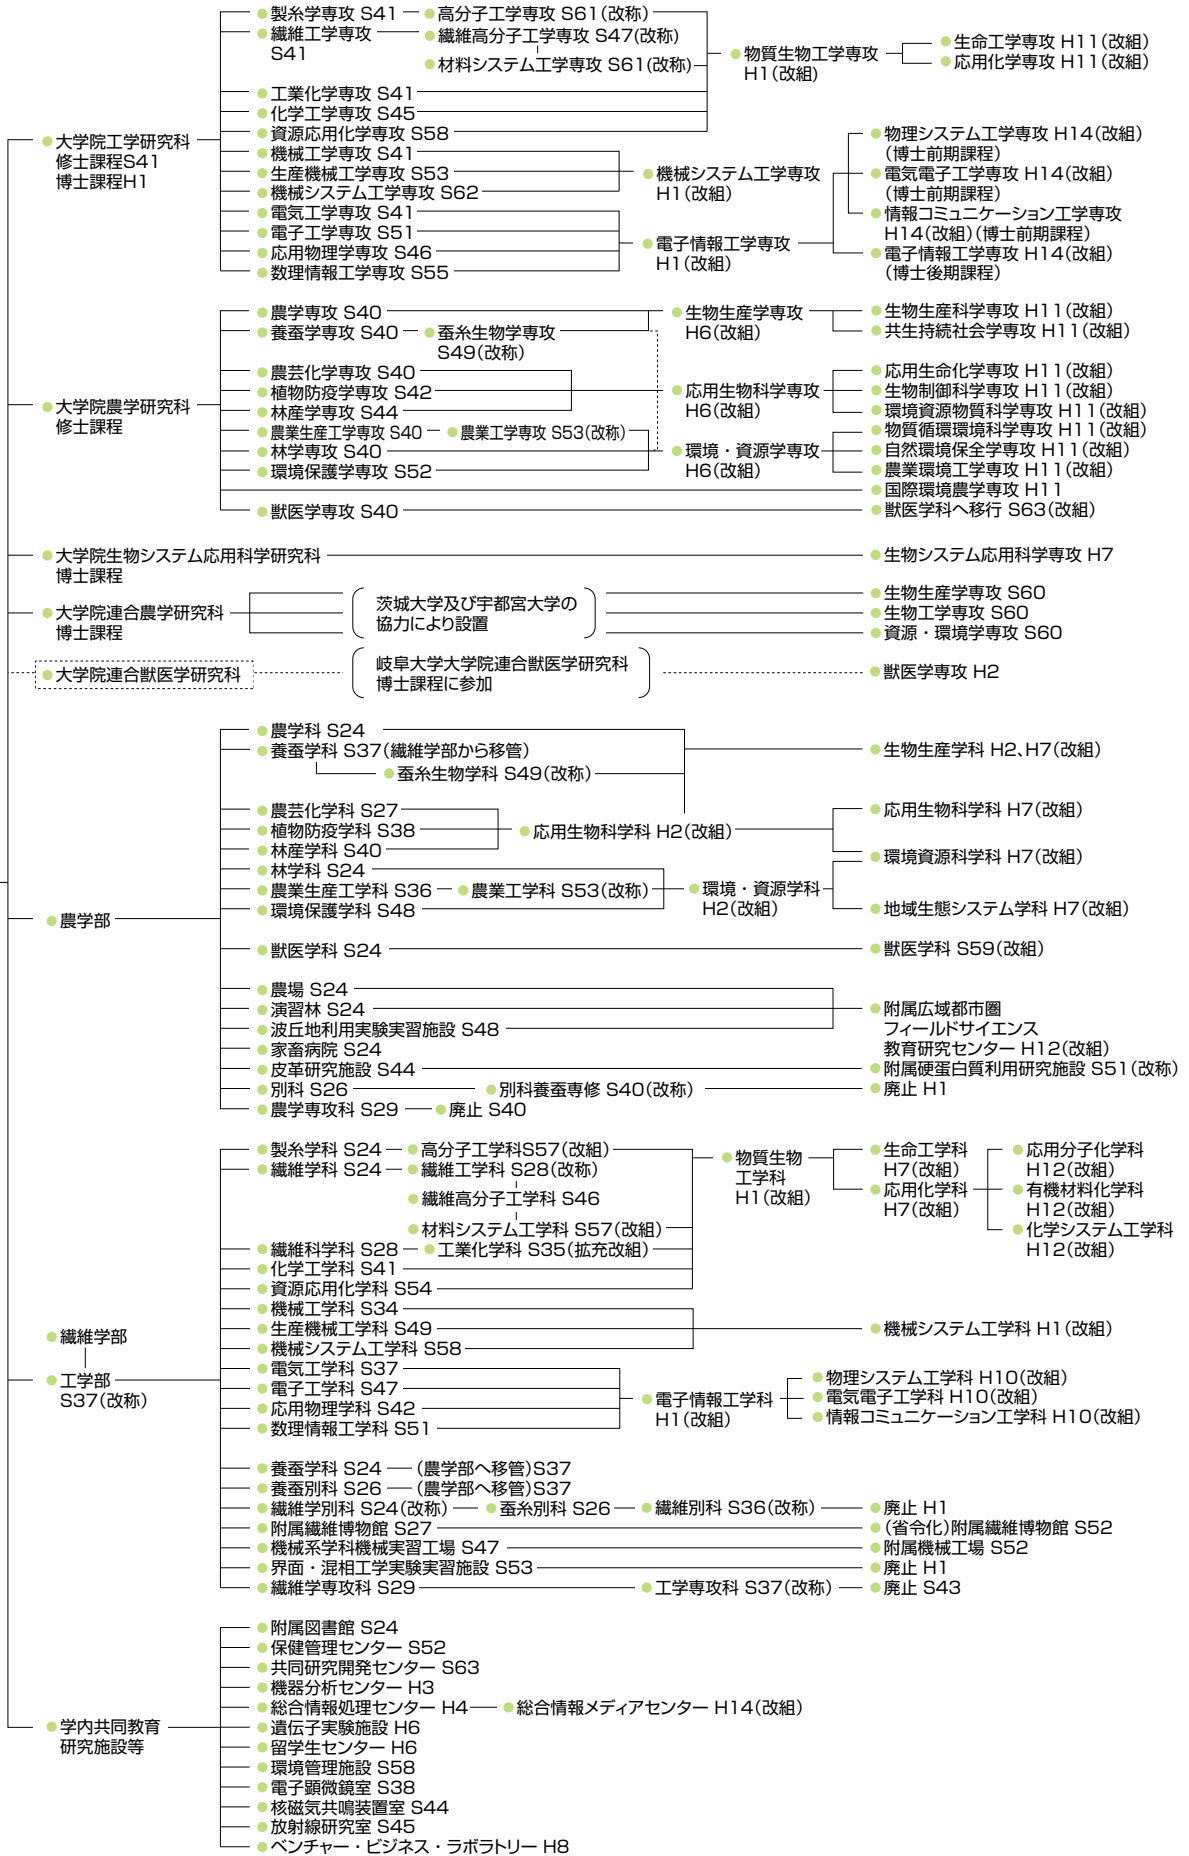 ●製糸学専攻 S41 ●高分子工学専攻 S61(改称)
●繊維工学専攻 S41 ●繊維高分子工学専攻 S47(改称)
●材料システム工学専攻 S61(改称)
●物質生物工学専攻
H1(改組)
●生命工学専攻 H11(改組)
●応用化学専攻 H11(改組)
●工業化学専攻 S41
●化学工学専攻 S45
●資源応用化学専攻 S58
●大学院工学研究科
修士課程S41
博士課程H1
●機械工学専攻 S41
●生産機械工学専攻 S53
●機械システム工学専攻 S62
●機械システム工学専攻
H1(改組)
●電気工学専攻 S41
●電子工学専攻 S51
●応用物理学専攻 S46
●数理情報工学専攻 S55
●電子情報工学専攻
H1(改組)
●物理システム工学専攻 H14(改組)
(博士前期課程)
●電気電子工学専攻 H14(改組)
(博士前期課程)
●情報コミュニケーション工学専攻
H14(改組)(博士前期課程)
●電子情報工学専攻 H14(改組)
(博士後期課程)
●大学院農学研究科
修士課程
●農学専攻 S40
●養蚕学専攻 S40 ●蚕糸生物学専攻
S49(改称)
●生物生産学専攻
H6(改組)
●生物生産科学専攻 H11(改組)
●共生持続社会学専攻 H11(改組)
●農芸化学専攻 S40
●植物防疫学専攻 S42
●林産学専攻 S44
●応用生物科学専攻
H6(改組)
●応用生命化学専攻 H11(改組)
●生物制御科学専攻 H11(改組)
●環境資源物質科学専攻 H11(改組)
●農業生産工学専攻 S40 ●農業工学専攻 S53(改称)
●林学専攻 S40
●環境保護学専攻 S52
●環境・資源学専攻
H6(改組)
●物質循環環境科学専攻 H11(改組)
●自然環境保全学専攻 H11(改組)
●農業環境工学専攻 H11(改組)
●国際環境農学専攻 H11
●獣医学専攻 S40 ●獣医学科へ移行 S63(改組)
●大学院生物システム応用科学研究科
博士課程
●生物システム応用科学専攻 H7
●大学院連合農学研究科
博士課程
茨城大学及び宇都宮大学の
協力により設置
●生物生産学専攻 S60
●生物工学専攻 S60
●資源・環境学専攻 S60
●大学院連合獣医学研究科
岐阜大学大学院連合獣医学研究科
博士課程に参加
●獣医学専攻 H2
●農学部
●農学科 S24
●養蚕学科 S37(繊維学部から移管)
●蚕糸生物学科 S49(改称)
●生物生産学科 H2、H7(改組)
●農芸化学科 S27
●植物防疫学科 S38
●林産学科 S40
●応用生物科学科 H2(改組)
●応用生物科学科 H7(改組)
●環境資源科学科 H7(改組)
●林学科 S24
●農業生産工学科 S36 ●農業工学科 S53(改称)
●環境保護学科 S48
●環境・資源学科
H2(改組)
●地域生態システム学科 H7(改組)
●獣医学科 S24 ●獣医学科 S59(改組)
●農場 S24
●演習林 S24
●波丘地利用実験実習施設 S48
●附属広域都市圏
フィールドサイエンス
教育研究センター H12(改組)
●家畜病院 S24
●皮革研究施設 S44 ●附属硬蛋白質利用研究施設 S51(改称)
●別科 S26 ●別科養蚕専修 S40(改称) ●廃止 H1
●農学専攻科 S29 ●廃止 S40
●繊維学部
●工学部
S37(改称)
●製糸学科 S24 ●高分子工学科S57(改組)
●繊維学科 S24 ●繊維工学科 S28(改称)
●繊維高分子工学科 S46
●材料システム工学科 S57(改組)
●繊維科学科 S28 ●工業化学科 S35(拡充改組)
●化学工学科 S41
●資源応用化学科 S54
●物質生物
工学科
H1(改組)
●生命工学科
H7(改組)
●応用化学科
H7(改組)
●応用分子化学科
H12(改組)
●有機材料化学科
H12(改組)
●化学システム工学科
H12(改組)
●機械工学科 S34
●生産機械工学科 S49
●機械システム工学科 S58
●機械システム工学科 H1(改組)
●電気工学科 S37
●電子工学科 S47
●応用物理学科 S42
●数理情報工学科 S51
●電子情報工学科
H1(改組)
●物理システム工学科 H10(改組)
●電気電子工学科 H10(改組)
●情報コミュニケーション工学科 H10(改組)
●養蚕学科 S24 (農学部へ移管)S37
●養蚕別科 S26 (農学部へ移管)S37
●繊維学別科 S24(改称) ●蚕糸別科 S26 ●繊維別科 S36(改称) ●廃止 H1
●附属繊維博物館 S27 ●(省令化)附属繊維博物館 S52
●機械系学科機械実習工場 S47 ●附属機械工場 S52
●界面・混相工学実験実習施設 S53 ●廃止 H1
●繊維学専攻科 S29 ●工学専攻科 S37(改称) ●廃止 S43
●学内共同教育
研究施設等
●附属図書館 S24
●保健管理センター S52
●共同研究開発センター S63
●機器分析センター H3
●総合情報処理センター H4 ●総合情報メディアセンター H14(改組)
●遺伝子実験施設 H6
●留学生センター H6
●環境管理施設 S58
●電子顕微鏡室 S38
●核磁気共鳴装置室 S44
●放射線研究室 S45
●ベンチャー・ビジネス・ラボラトリー H8